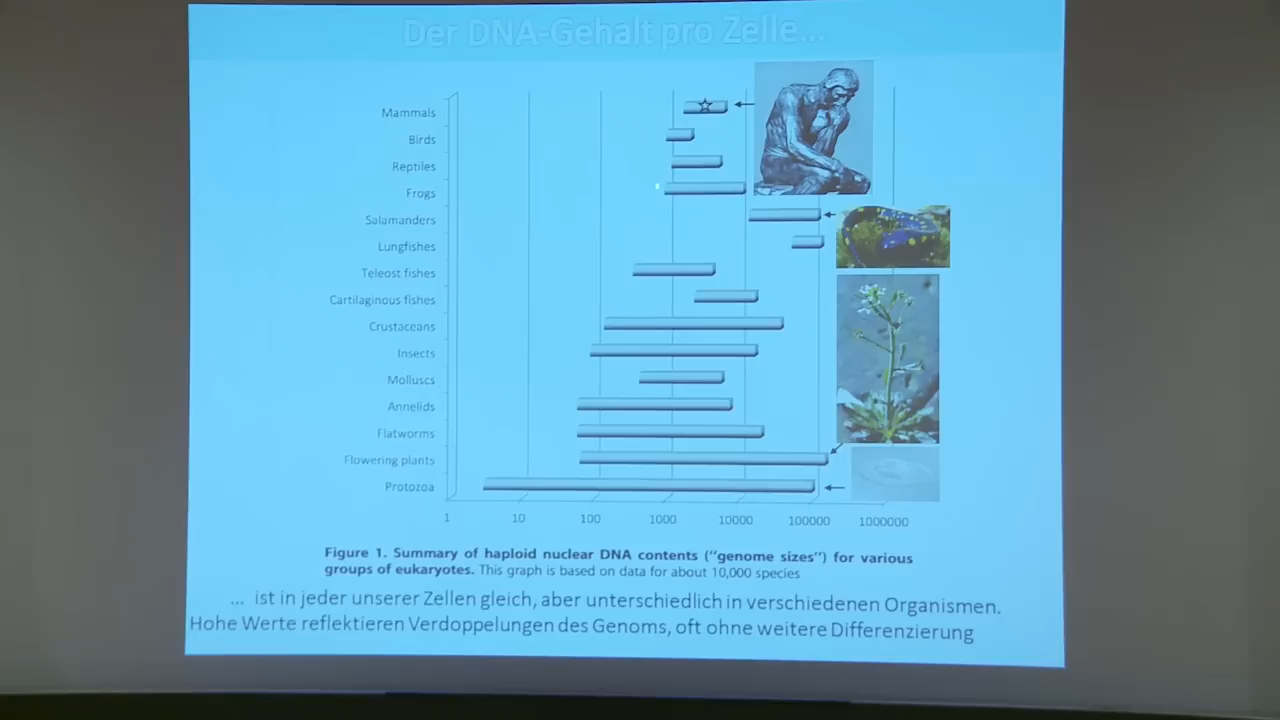 Der DNA-Gehalt pro Zelle...
Mammals
Birds
Reptiles
Frogs
Salamanders
Lungfishes
Teleost fishes
Cartilaginous fishes
Crustaceans
Insects
Molluscs
Annelids
Flatworms
Flowering plants
Protozoa
1 10 100 1000 10000 100000 1000000
Figure 1. Summary of haploid nuclear DNA contents ("genome sizes") for various
groups of eukaryotes. This graph is based on data for about 10,000 species
... ist in jeder unserer Zellen gleich, aber unterschiedlich in verschiedenen Organismen.
Hohe Werte reflektieren Verdoppelungen des Genoms, oft ohne weitere Differenzierung